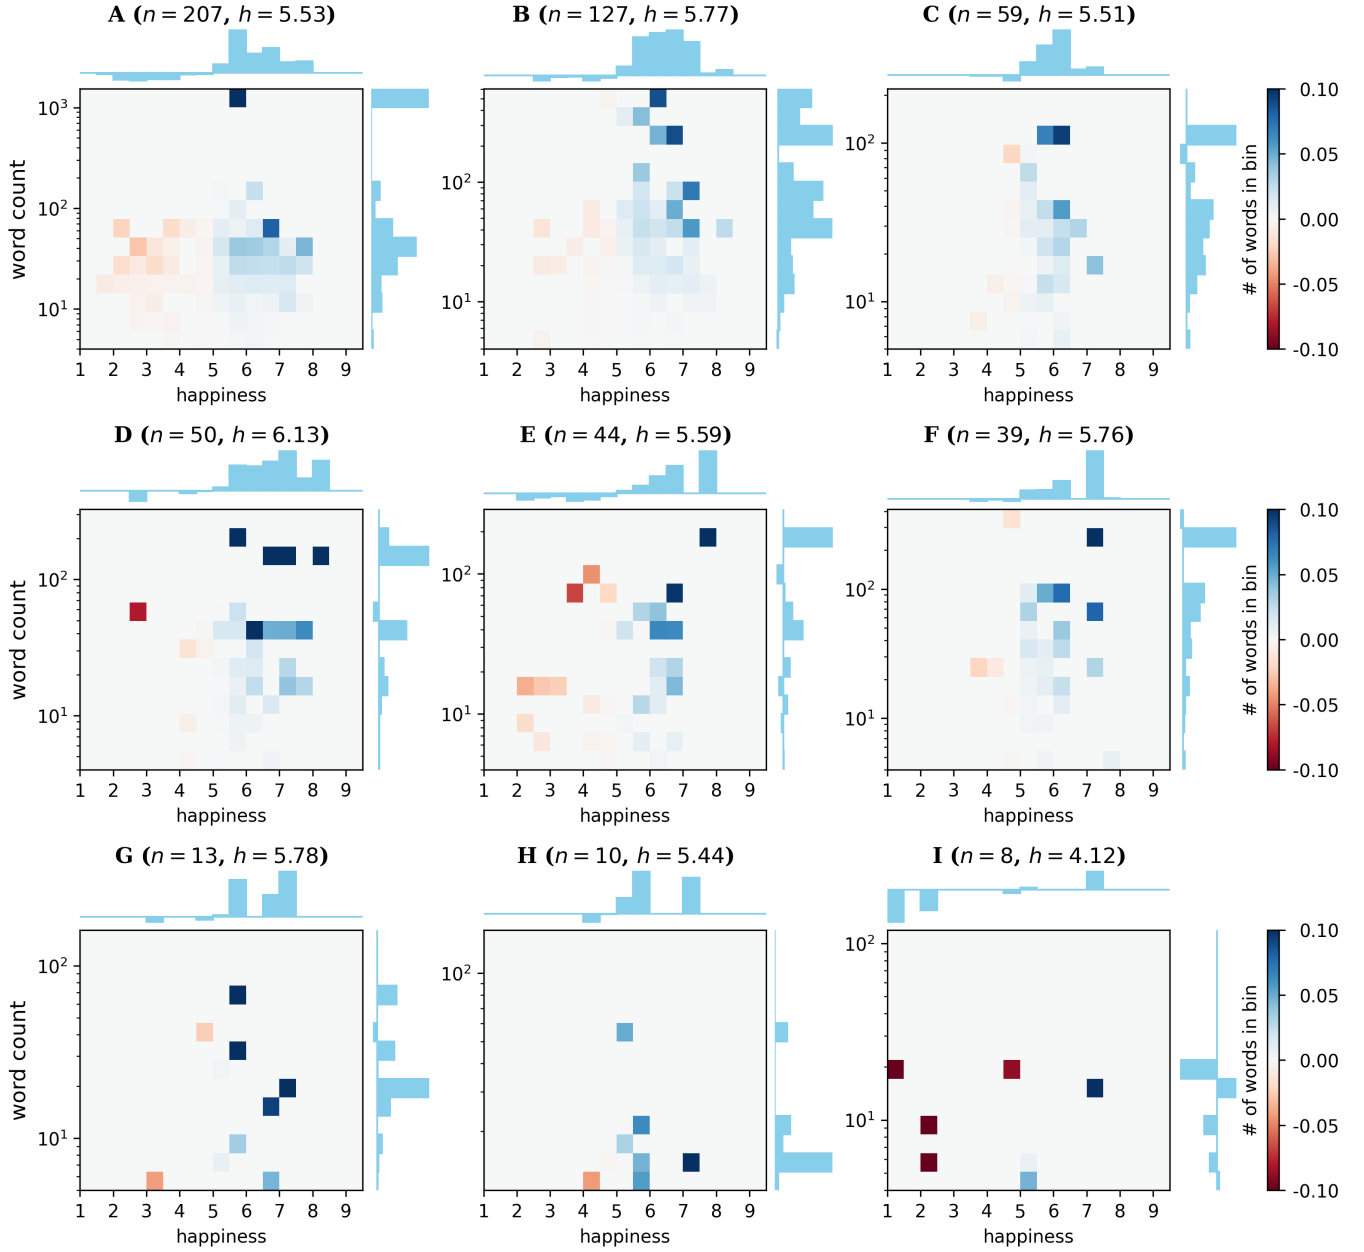 A (n = 207, h = 5.53)
B (n = 127, h = 5.77)
C (n = 59, h = 5.51)
word count
10³
10²
10¹
1 2 3 4 5 6 7 8 9
happiness
10²
10¹
1 2 3 4 5 6 7 8 9
happiness
10²
10¹
1 2 3 4 5 6 7 8 9
happiness
# of words in bin
0.10
0.05
0.00
-0.05
-0.10
D (n = 50, h = 6.13)
E (n = 44, h = 5.59)
F (n = 39, h = 5.76)
word count
10²
10¹
1 2 3 4 5 6 7 8 9
happiness
10²
10¹
1 2 3 4 5 6 7 8 9
happiness
10²
10¹
1 2 3 4 5 6 7 8 9
happiness
# of words in bin
0.10
0.05
0.00
-0.05
-0.10
G (n = 13, h = 5.78)
H (n = 10, h = 5.44)
I (n = 8, h = 4.12)
word count
10²
10¹
1 2 3 4 5 6 7 8 9
happiness
10²
1 2 3 4 5 6 7 8 9
happiness
10²
10¹
1 2 3 4 5 6 7 8 9
happiness
# of words in bin
0.10
0.05
0.00
-0.05
-0.10